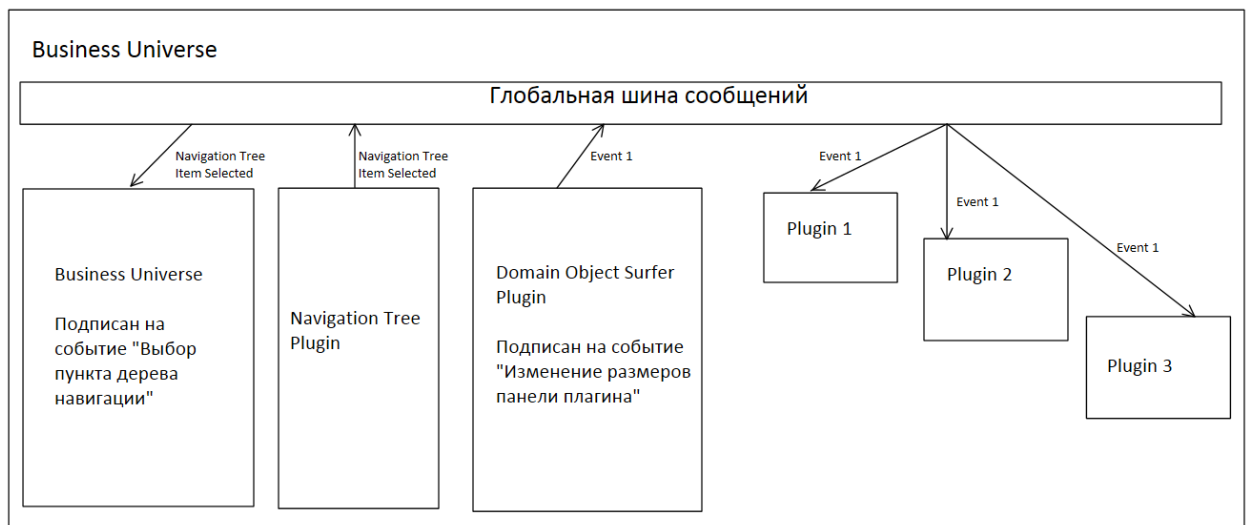 Business Universe
Глобальная шина сообщений
Navigation Tree
Item Selected
Navigation Tree
Item Selected
Event 1
Event 1
Event 1
Event 1
Business Universe
Подписан на
событие "Выбор
пункта дерева
навигации"
Navigation Tree
Plugin
Domain Object Surfer
Plugin
Подписан на событие
"Изменение размеров
панели плагина"
Plugin 1
Plugin 2
Plugin 3